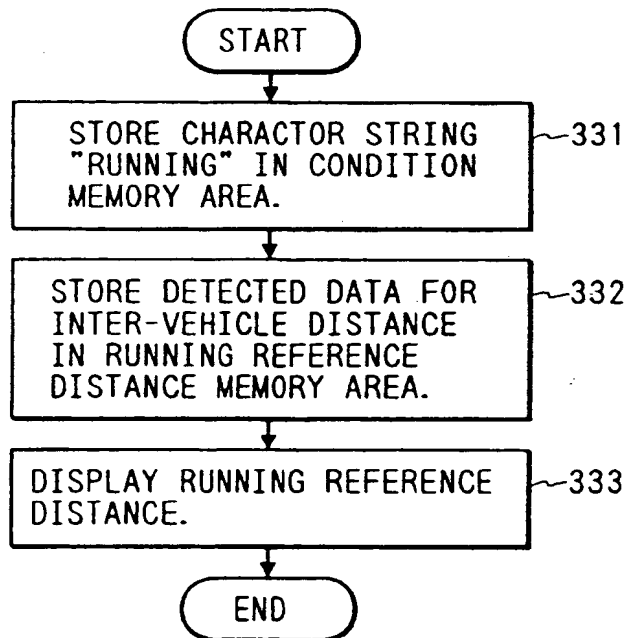 START
STORE CHARACTOR STRING
"RUNNING" IN CONDITION
MEMORY AREA.
331
STORE DETECTED DATA FOR
INTER-VEHICLE DISTANCE
IN RUNNING REFERENCE
DISTANCE MEMORY AREA.
332
DISPLAY RUNNING REFERENCE
DISTANCE.
333
END